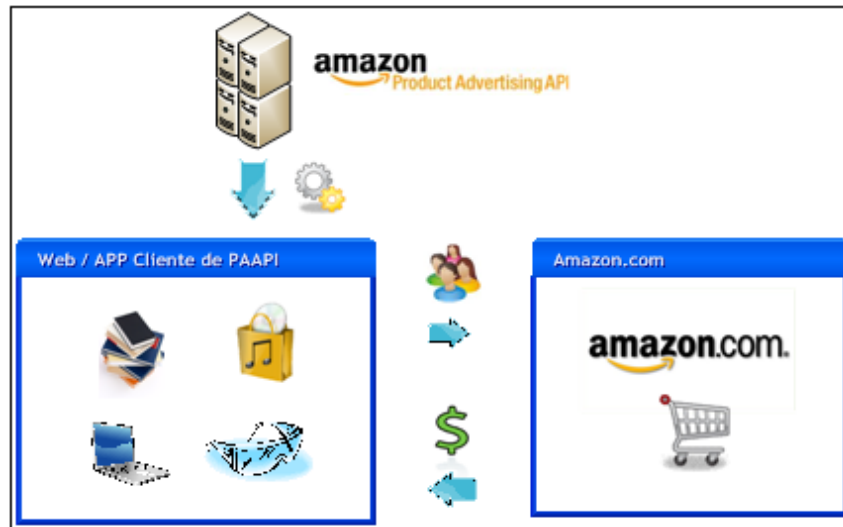 amazon
Product Advertising API
Web / APP Cliente de PAAPI
Amazon.com
amazon.com.
$